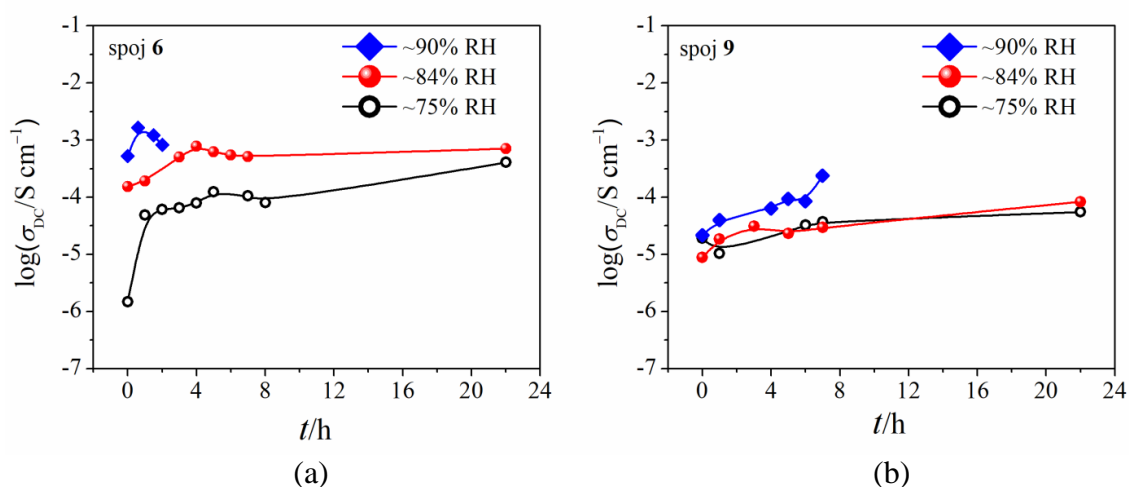 spoj 6
~90% RH
~84% RH
~75% RH
log(σDC/S cm⁻¹)
-1
-2
-3
-4
-5
-6
-7
0 4 8 12 16 20 24
t/h
(a)
spoj 9
~90% RH
~84% RH
~75% RH
log(σDC/S cm⁻¹)
-1
-2
-3
-4
-5
-6
-7
0 4 8 12 16 20 24
t/h
(b)